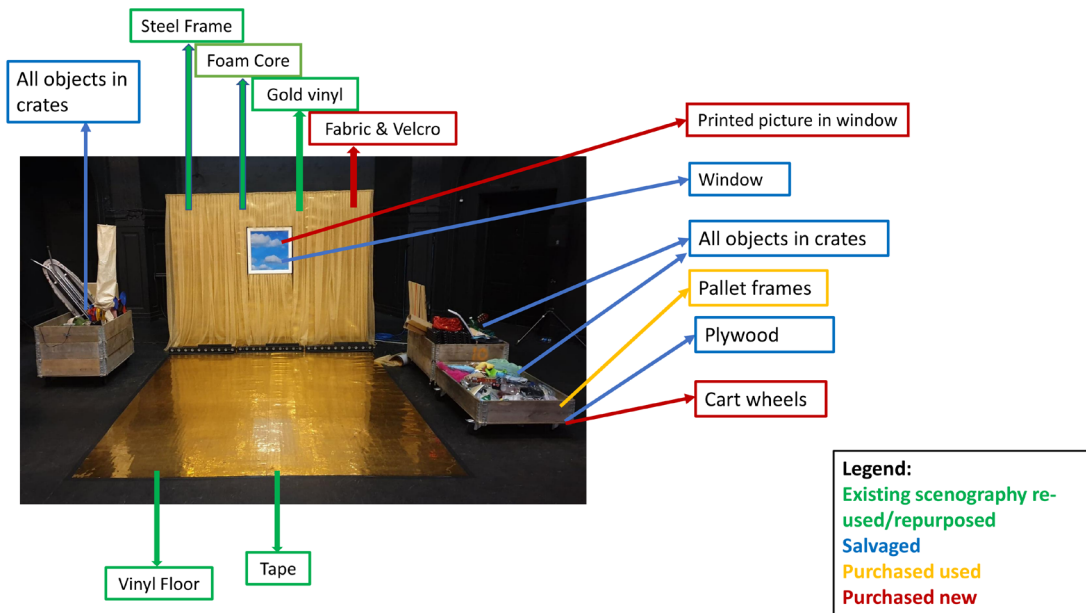 Steel Frame
Foam Core
Gold vinyl
Fabric & Velcro
All objects in
crates
Printed picture in window
Window
All objects in crates
Pallet frames
Plywood
Cart wheels
Vinyl Floor
Tape
Legend:
Existing scenography re-
used/repurposed
Salvaged
Purchased used
Purchased new